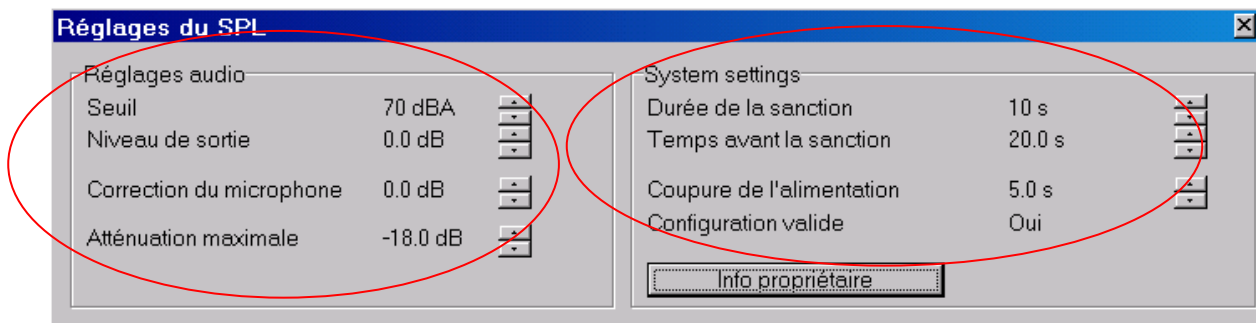 Réglages du SPL
Réglages audio
Seuil 70 dBA
Niveau de sortie 0.0 dB
Correction du microphone 0.0 dB
Atténuation maximale -18.0 dB
System settings
Durée de la sanction 10 s
Temps avant la sanction 20.0 s
Coupure de l'alimentation 5.0 s
Configuration valide Oui
Info propriétaire